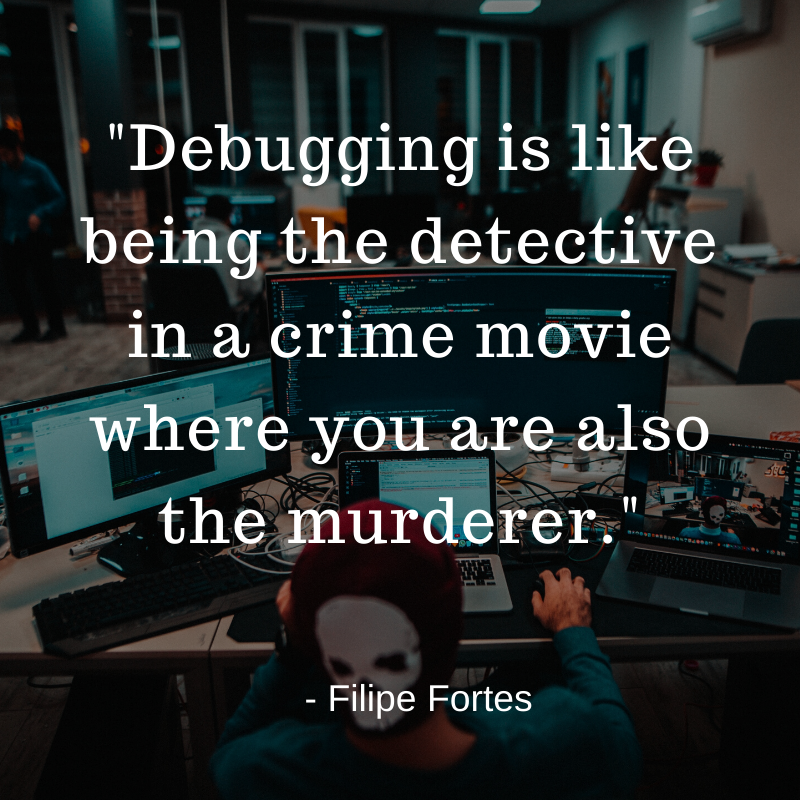 "Debugging is like
being the detective
in a crime movie
where you are also
the murderer."
- Filipe Fortes